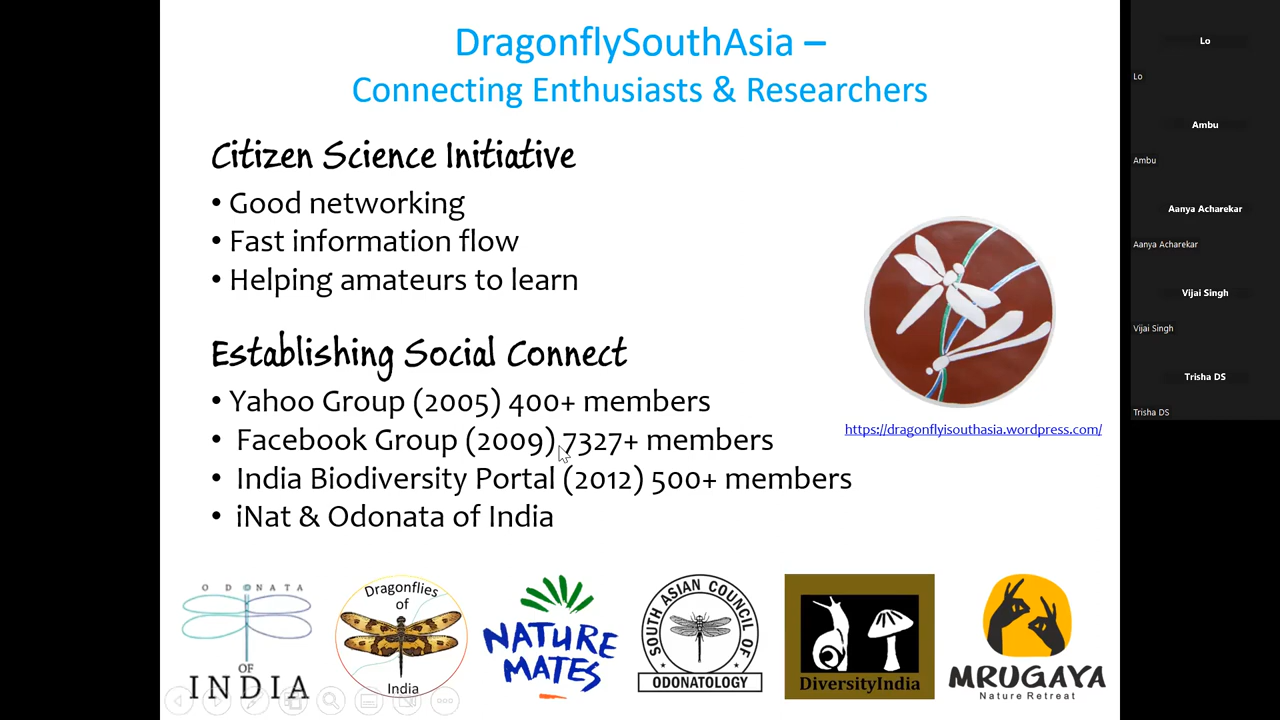 DragonflySouthAsia –
Connecting Enthusiasts & Researchers
Citizen Science Initiative
• Good networking
• Fast information flow
• Helping amateurs to learn
Establishing Social Connect
• Yahoo Group (2005) 400+ members
• Facebook Group (2009) 7327+ members
• India Biodiversity Portal (2012) 500+ members
• iNat & Odonata of India
https://dragonflyisouthasia.wordpress.com/
ODONATA
OF
INDIA
Dragonflies
of
India
NATURE
MATES
SOUTH ASIAN COUNCIL OF
ODONATOLOGY
DiversityIndia
MRUGAYA
Nature Retreat
Lo
Lo
Ambu
Ambu
Aanya Acharekar
Aanya Acharekar
Vijai Singh
Vijai Singh
Trisha DS
Trisha DS